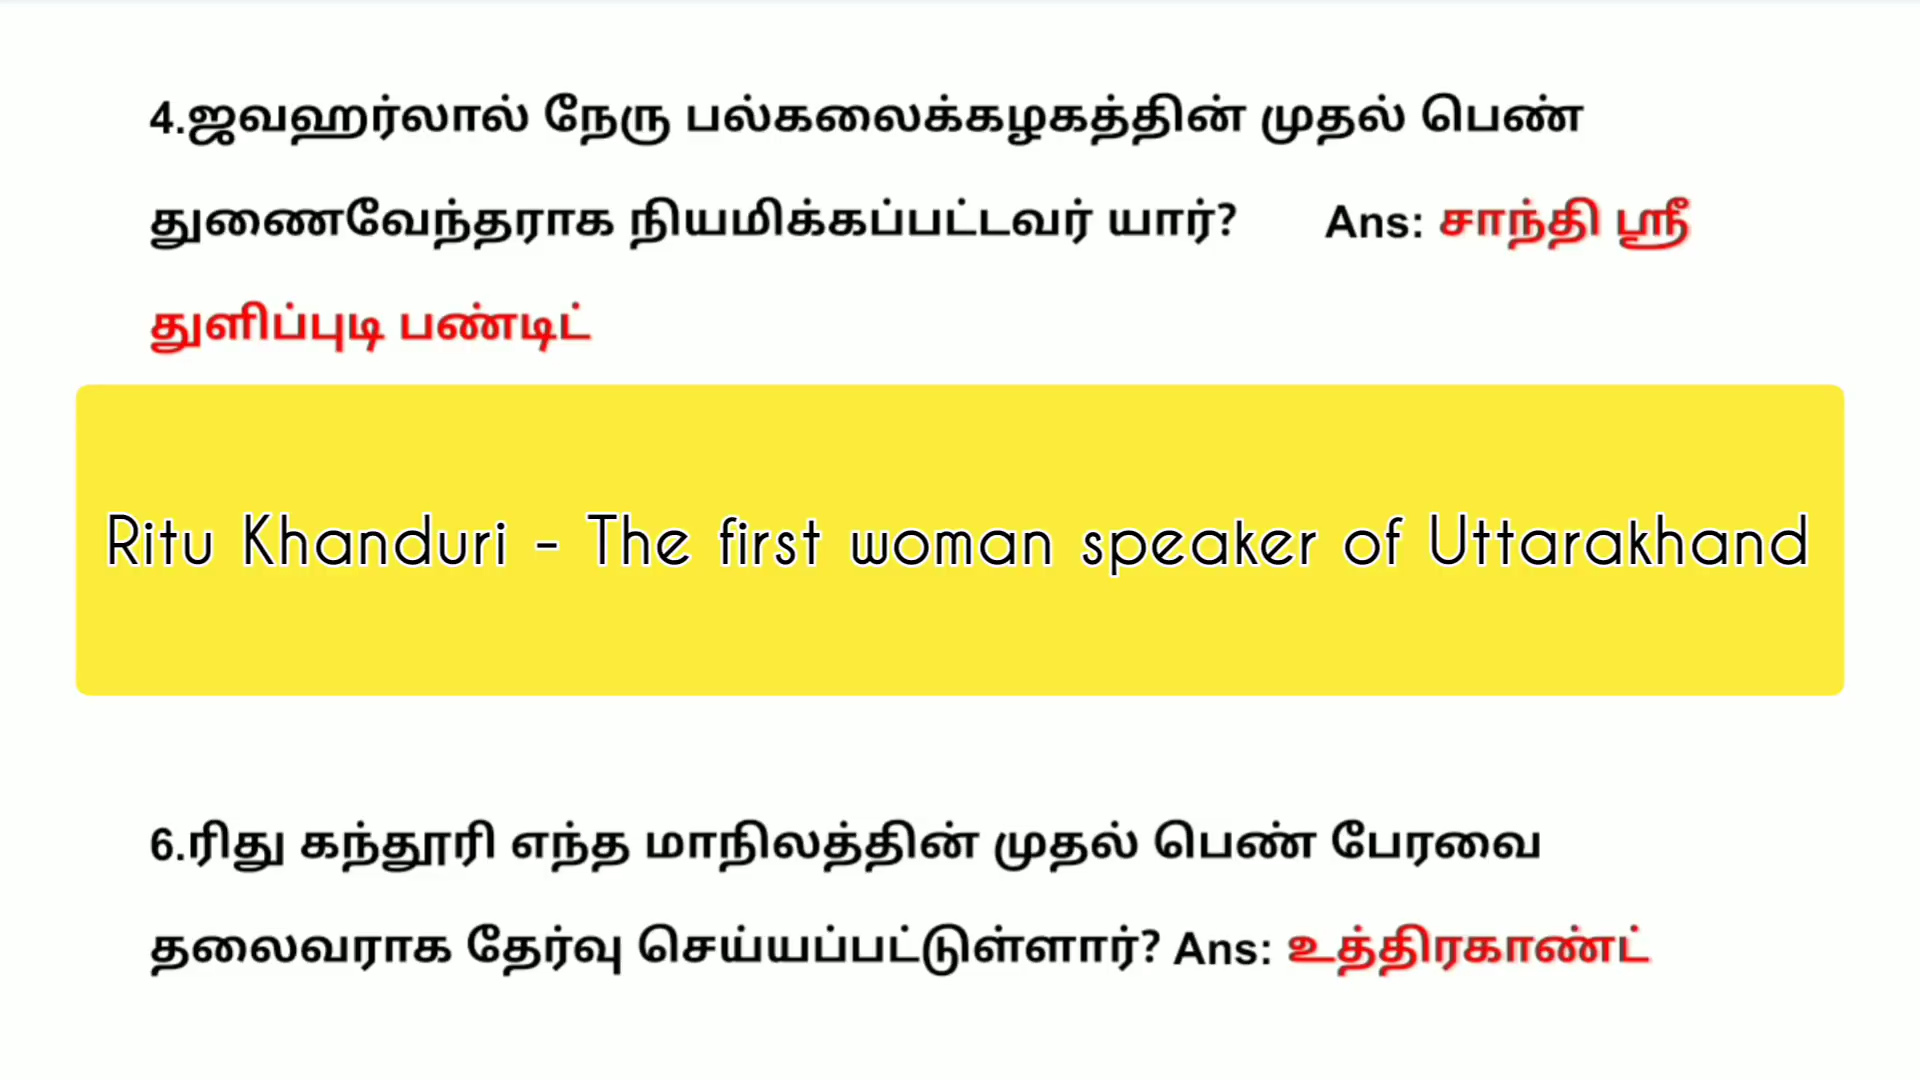 4.ஜவஹர்லால் நேரு பல்கலைக்கழகத்தின் முதல் பெண்
துணைவேந்தராக நியமிக்கப்பட்டவர் யார்? Ans: சாந்தி ஸ்ரீ
துளிப்புடி பண்டிட்
Ritu Khanduri - The first woman speaker of Uttarakhand
6.ரிது கந்தூரி எந்த மாநிலத்தின் முதல் பெண் பேரவை
தலைவராக தேர்வு செய்யப்பட்டுள்ளார்? Ans: உத்திரகாண்ட்